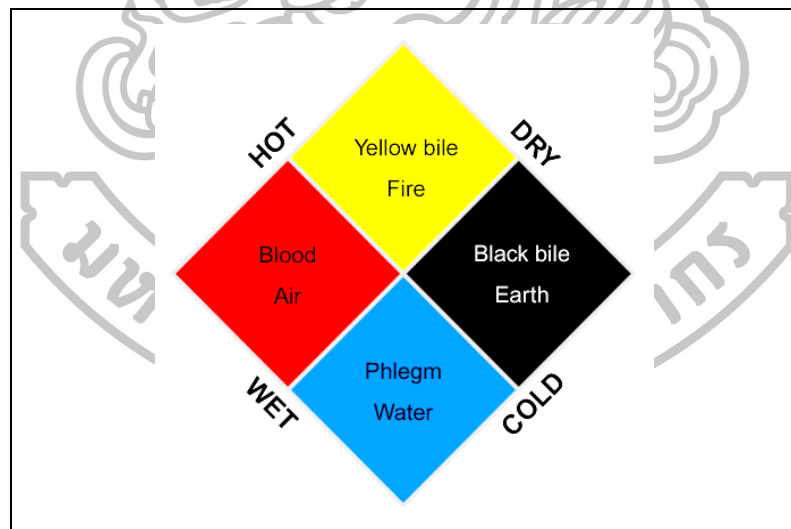 HOT
DRY
Yellow bile
Fire
Blood
Air
Black bile
Earth
Phlegm
Water
WET
COLD